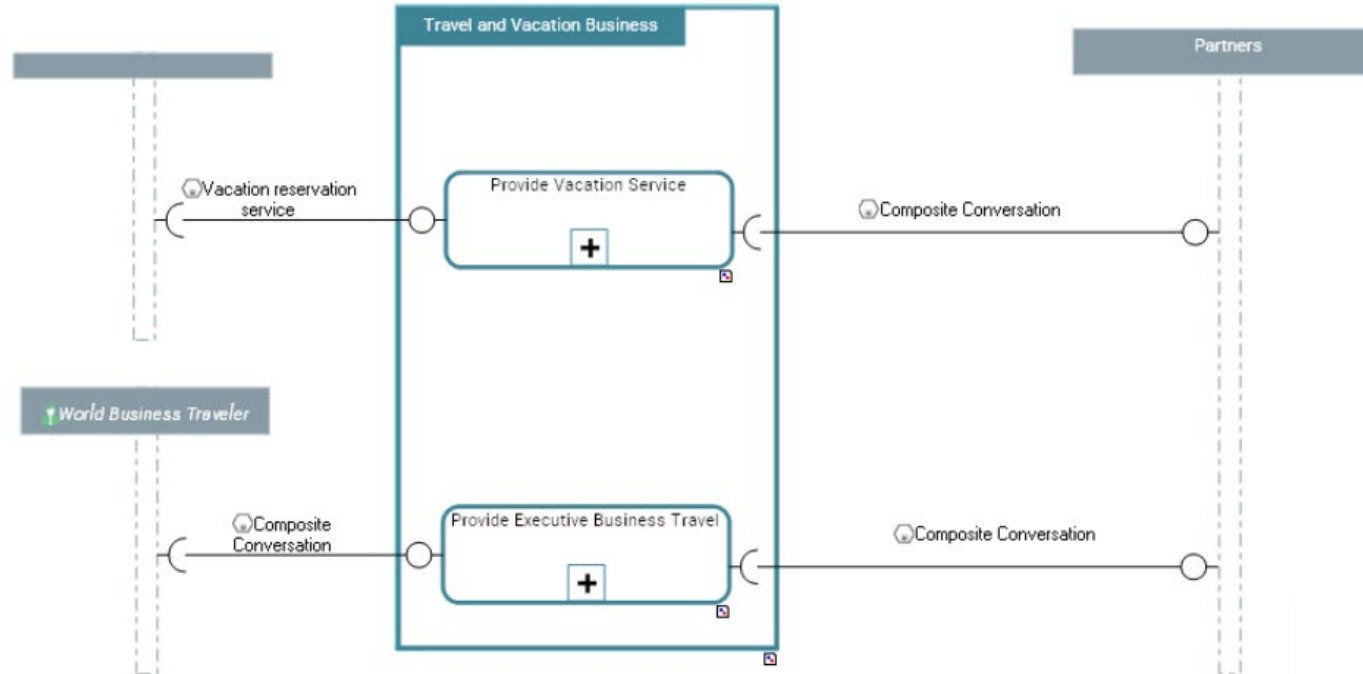 Travel and Vacation Business
Partners
Vacation reservation
service
Provide Vacation Service
Composite Conversation
World Business Traveler
Composite
Conversation
Provide Executive Business Travel
Composite Conversation